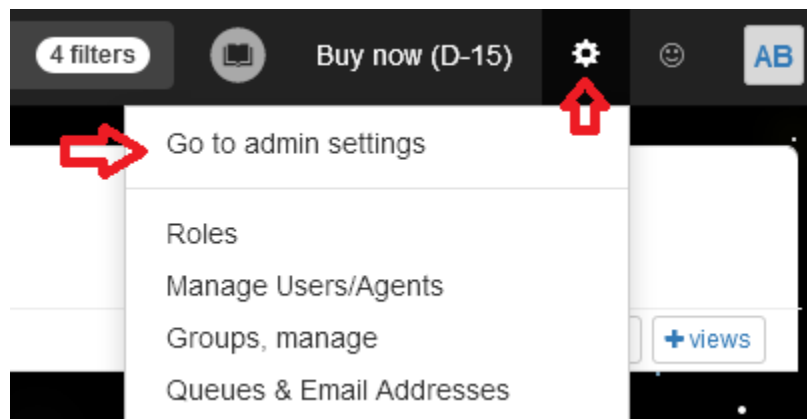 4 filters
Buy now (D-15)
AB
Go to admin settings
Roles
Manage Users/Agents
Groups, manage
+ views
Queues & Email Addresses